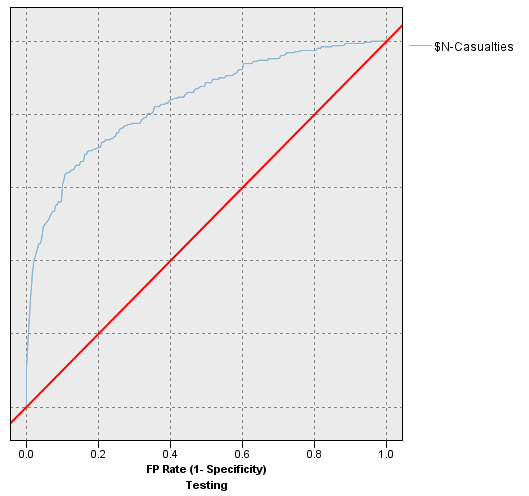 $N-Casualties
0.0 0.2 0.4 0.6 0.8 1.0
FP Rate (1- Specificity)
Testing